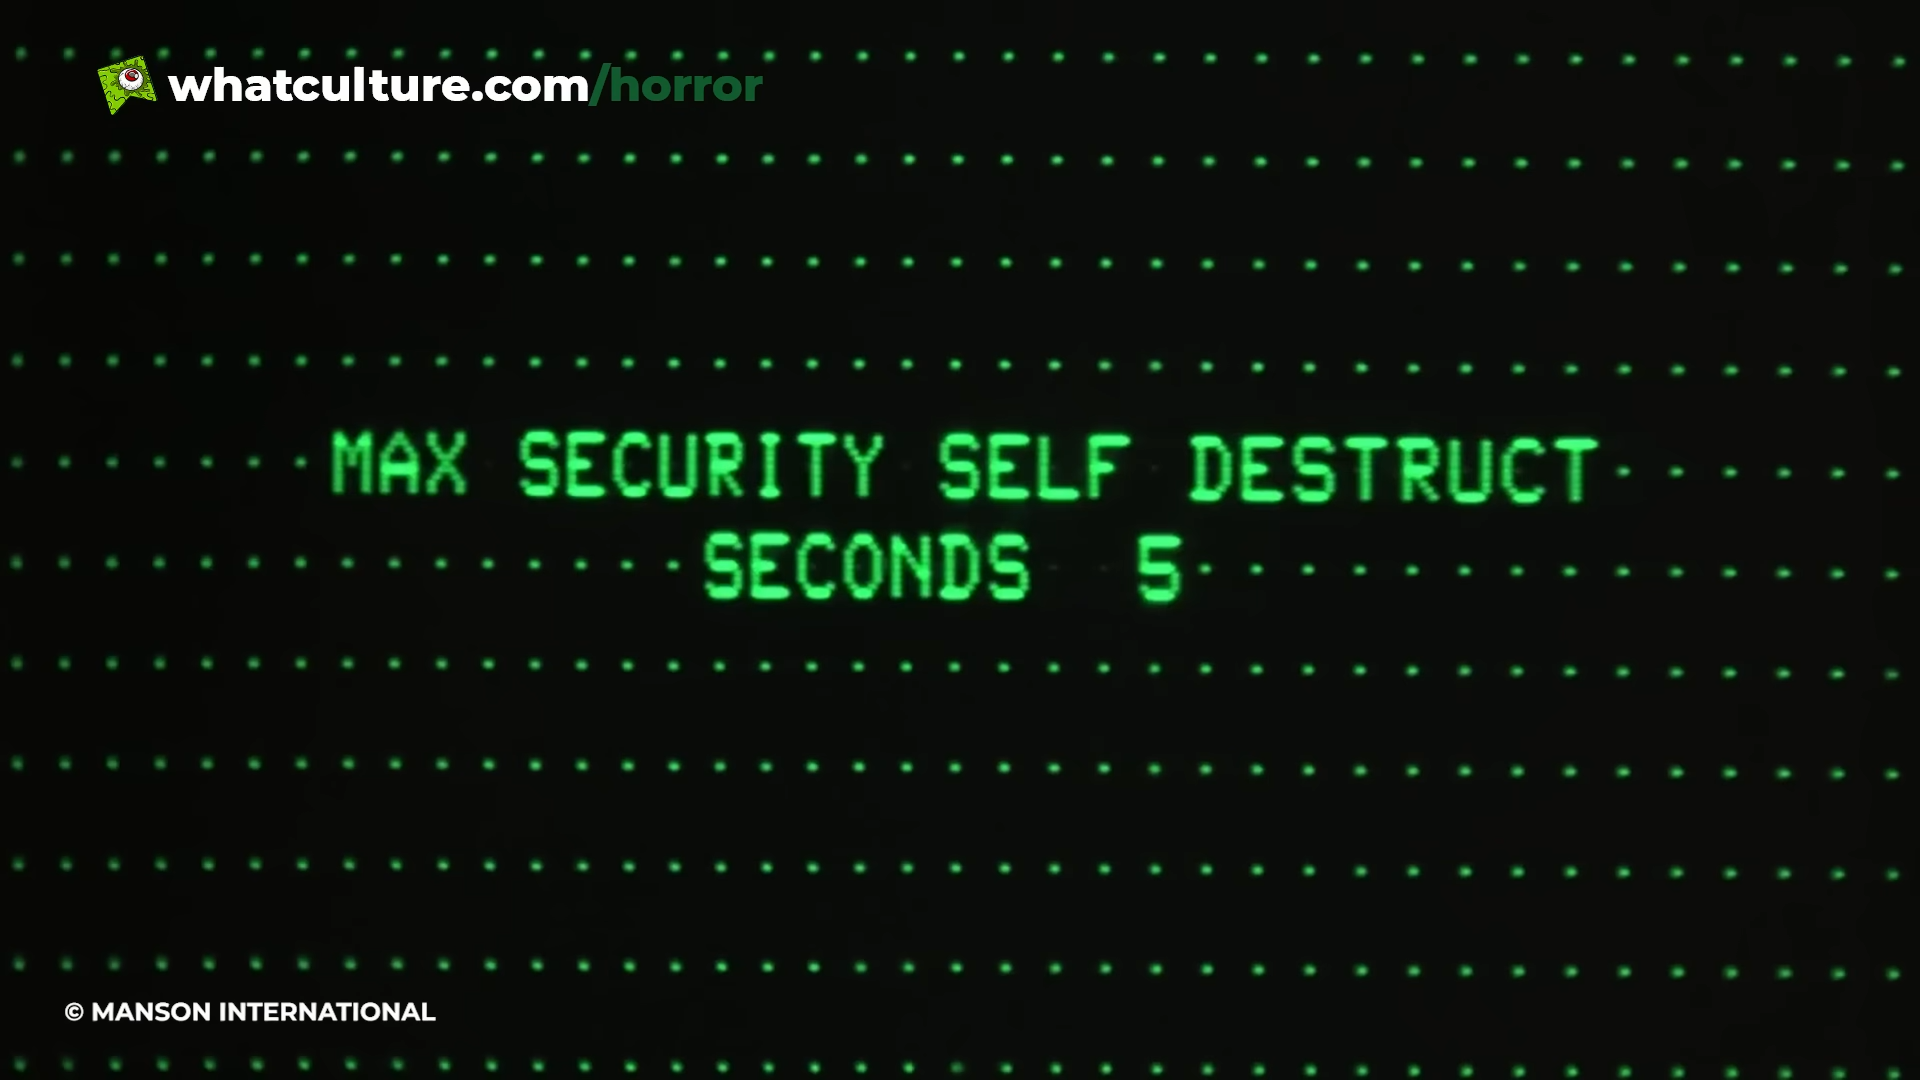 whatculture.com/horror
MAX SECURITY SELF DESTRUCT
SECONDS 5
© MANSON INTERNATIONAL